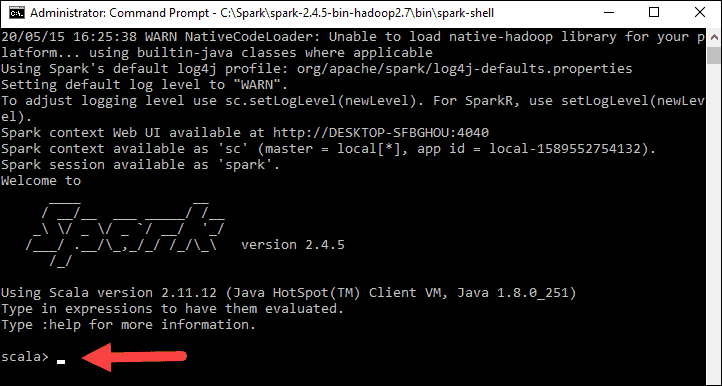 Administrator: Command Prompt - C:\Spark\spark-2.4.5-bin-hadoop2.7\bin\spark-shell
20/05/15 16:25:38 WARN NativeCodeLoader: Unable to load native-hadoop library for your p
latform... using builtin-java classes where applicable
Using Spark's default log4j profile: org/apache/spark/log4j-defaults.properties
Setting default log level to "WARN".
To adjust logging level use sc.setLogLevel(newLevel). For SparkR, use setLogLevel(newLev
el).
Spark context Web UI available at http://DESKTOP-SFBGHOU:4040
Spark context available as 'sc' (master = local[*], app id = local-1589552754132).
Spark session available as 'spark'.
Welcome to
      ____              __
     / __/__  ___ _____/ /__
    _\ \/ _ \/ _ `/ __/  '_/
   /___/ .__/\_,_/_/ /_/\_\   version 2.4.5
      /_/
Using Scala version 2.11.12 (Java HotSpot(TM) Client VM, Java 1.8.0_251)
Type in expressions to have them evaluated.
Type :help for more information.
scala> _